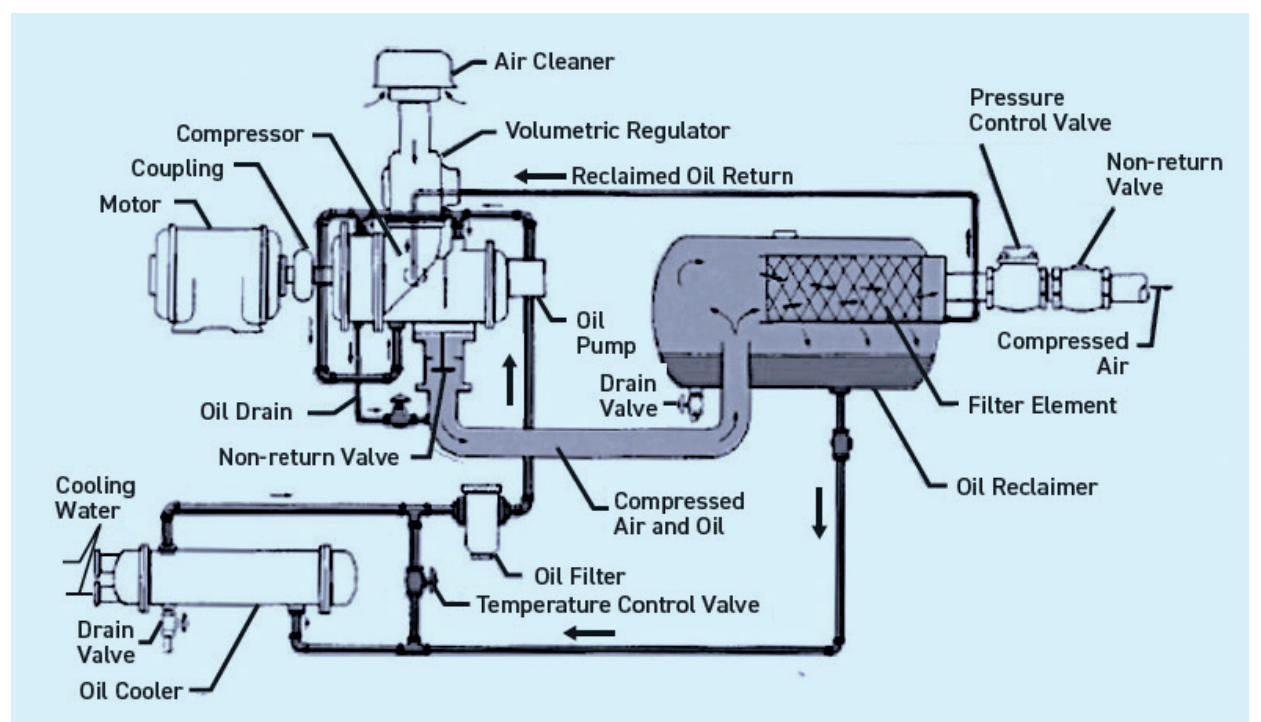 Air Cleaner
Pressure
Control Valve
Compressor
Volumetric Regulator
Coupling
Reclaimed Oil Return
Non-return
Valve
Motor
Oil
Pump
Compressed
Air
Drain
Valve
Oil Drain
Filter Element
Non-return Valve
Cooling
Water
Compressed
Air and Oil
Oil Reclaimer
Oil Filter
Temperature Control Valve
Drain
Valve
Oil Cooler